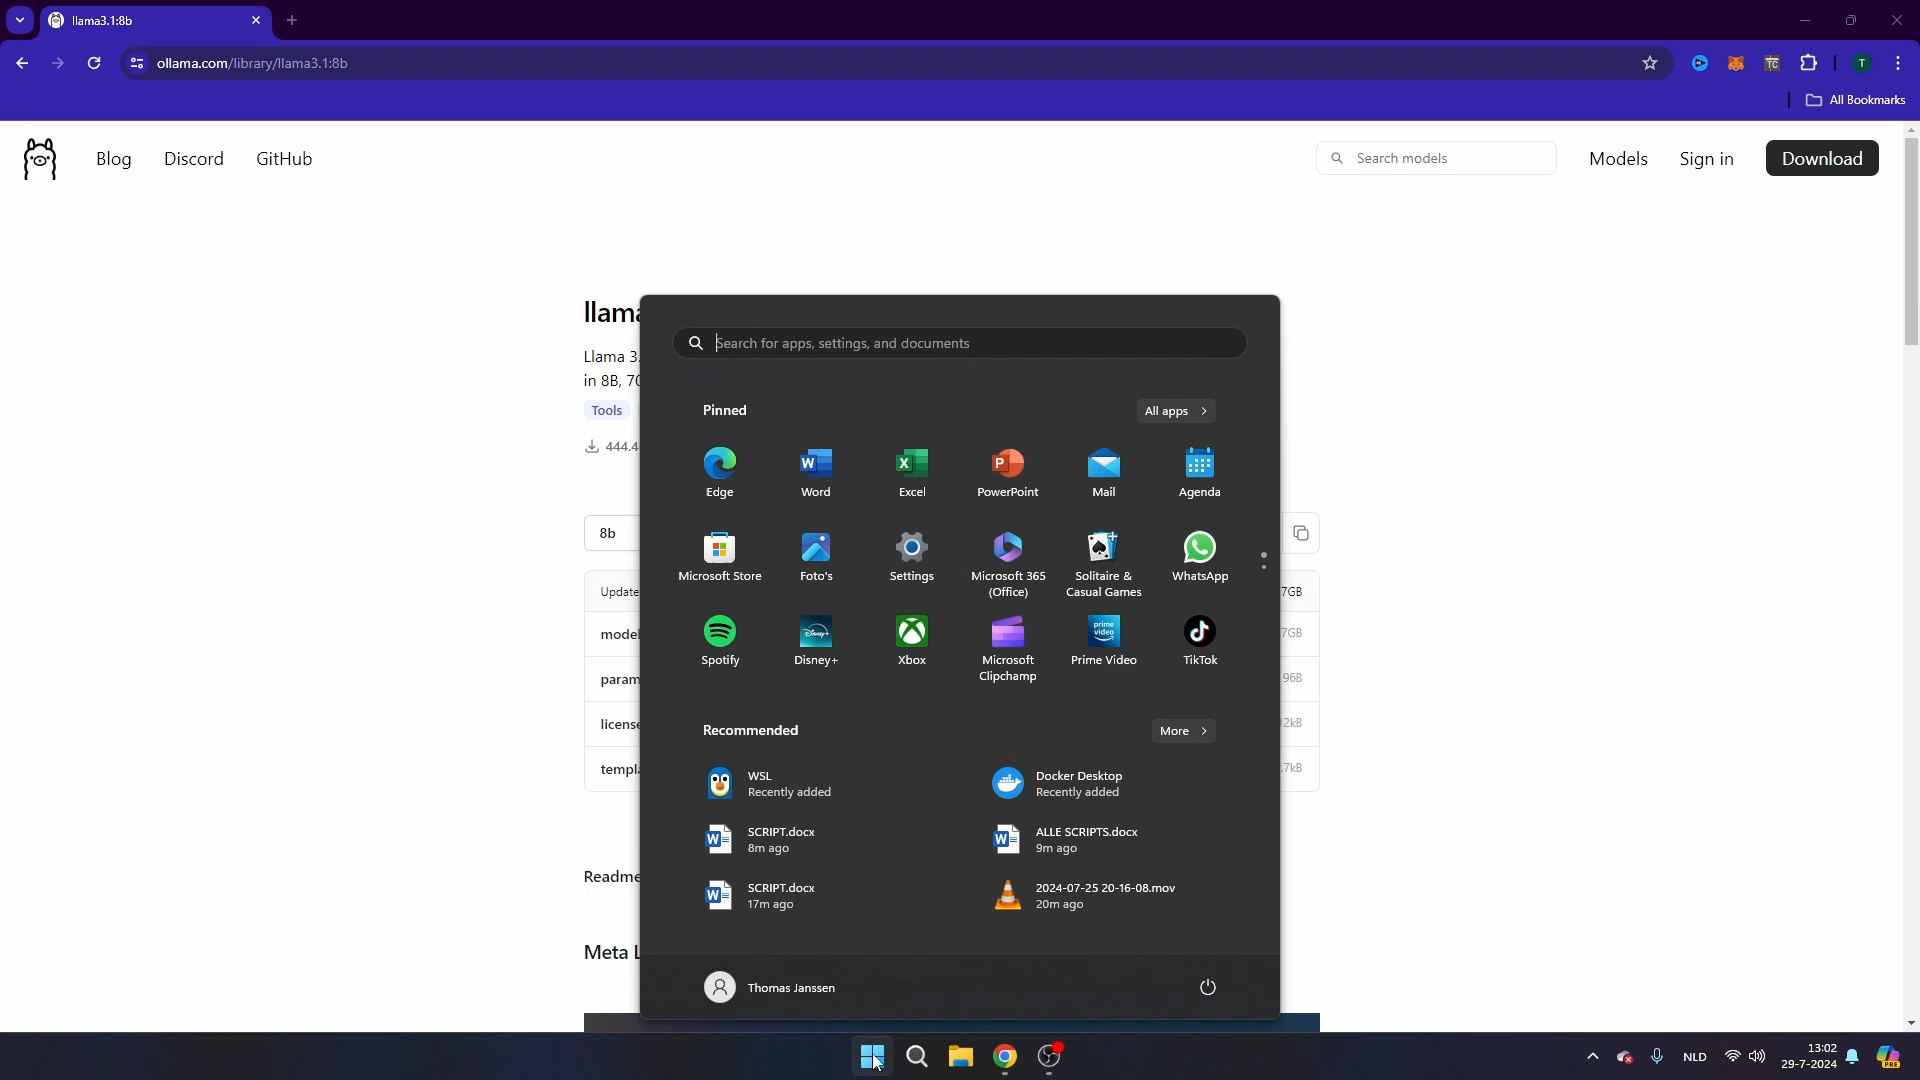 llama3.1:8b
ollama.com/library/llama3.1:8b
All Bookmarks
Blog
Discord
GitHub
Search models
Models
Sign in
Download
llama
Llama 3.
in 8B, 70
Tools
444.4
8b
Update
7GB
model
7GB
param
96B
license
2kB
templa
.7kB
Readme
Meta L
Search for apps, settings, and documents
Pinned
All apps
Edge
Word
Excel
PowerPoint
Mail
Agenda
Microsoft Store
Foto's
Settings
Microsoft 365
(Office)
Solitaire &
Casual Games
WhatsApp
Spotify
Disney+
Xbox
Microsoft
Clipchamp
Prime Video
TikTok
Recommended
More
WSL
Recently added
Docker Desktop
Recently added
SCRIPT.docx
8m ago
ALLE SCRIPTS.docx
9m ago
SCRIPT.docx
17m ago
2024-07-25 20-16-08.mov
20m ago
Thomas Janssen
NLD
13:02
29-7-2024